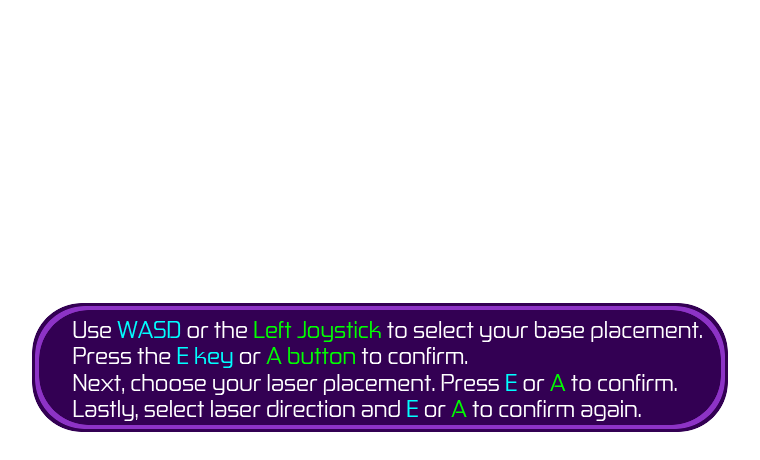 Use WASD or the Left Joystick to select your base placement.
Press the E key or A button to confirm.
Next, choose your laser placement. Press E or A to confirm.
Lastly, select laser direction and E or A to confirm again.